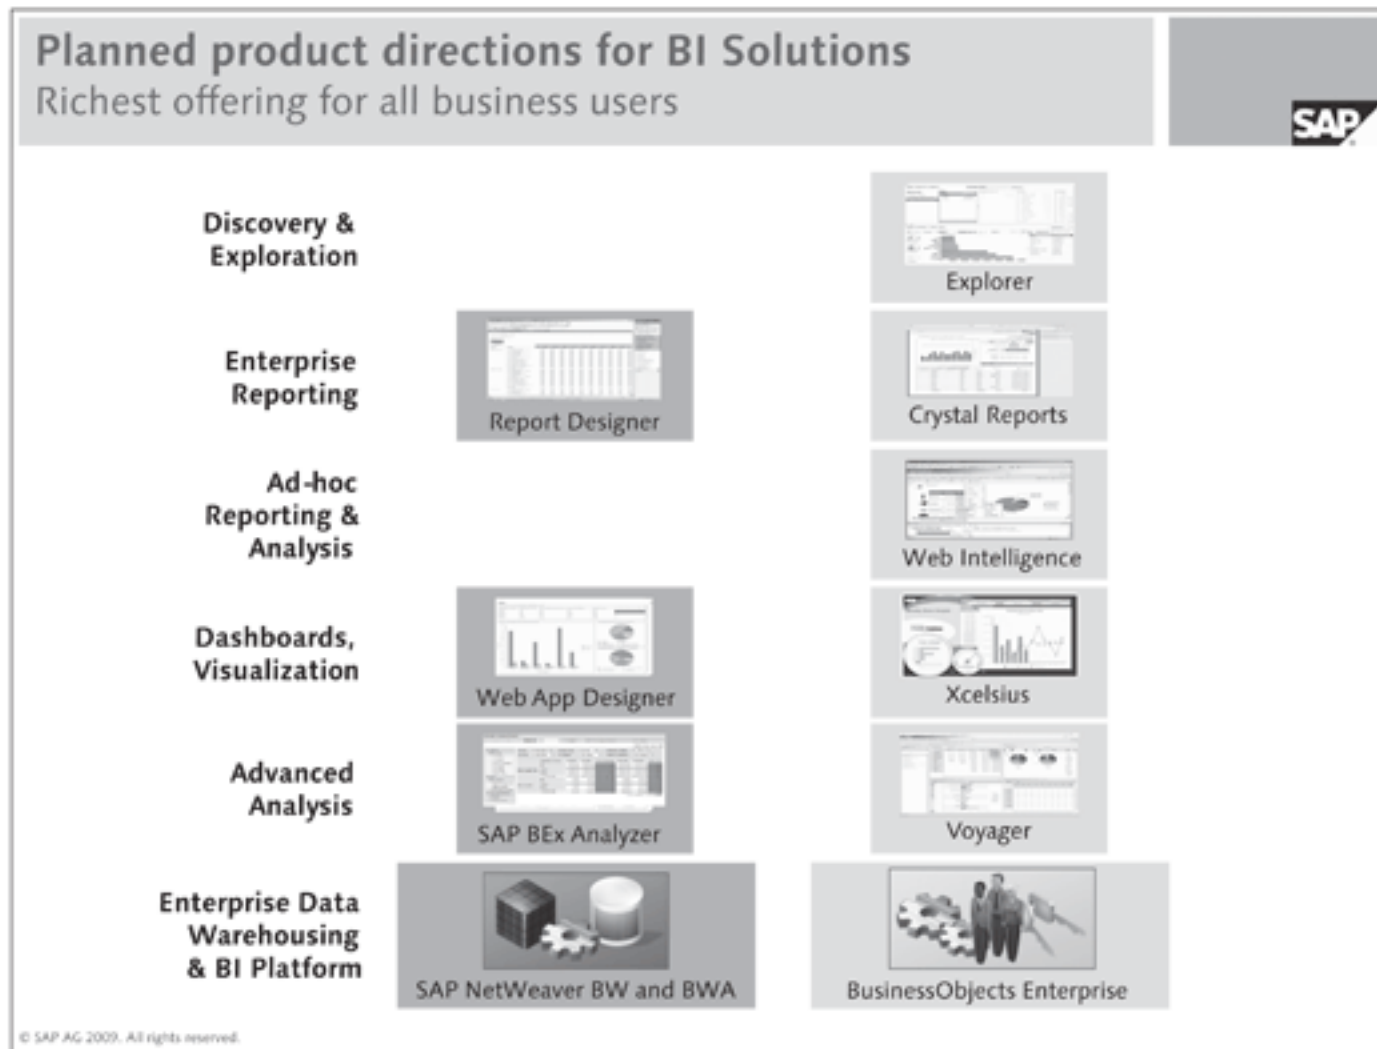 Planned product directions for BI Solutions
Richest offering for all business users
SAP
Discovery &
Exploration
Explorer
Enterprise
Reporting
Report Designer
Crystal Reports
Ad-hoc
Reporting &
Analysis
Web Intelligence
Dashboards,
Visualization
Web App Designer
Xcelsius
Advanced
Analysis
SAP BEx Analyzer
Voyager
Enterprise Data
Warehousing
& BI Platform
SAP NetWeaver BW and BWA
BusinessObjects Enterprise
© SAP AG 2009. All rights reserved.